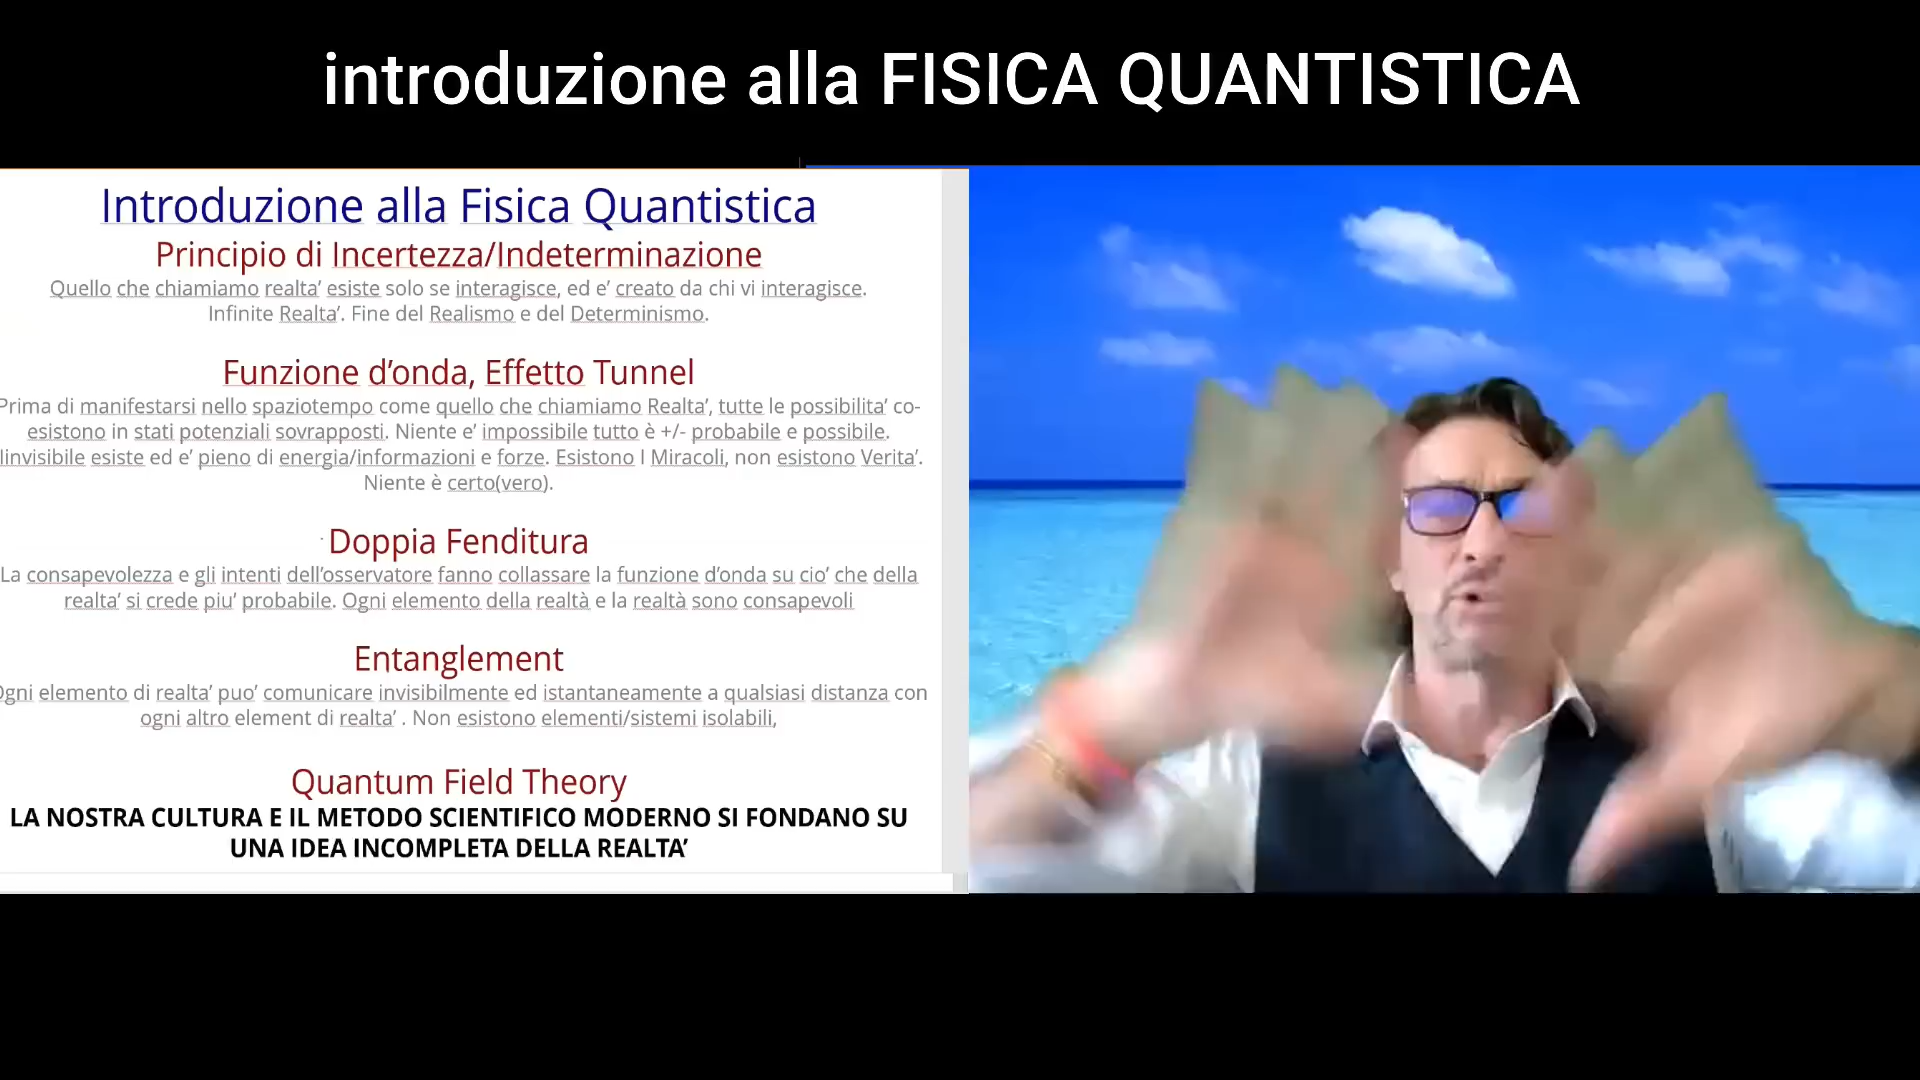 introduzione alla FISICA QUANTISTICA
Introduzione alla Fisica Quantistica
Principio di Incertezza/Indeterminazione
Quello che chiamiamo realta' esiste solo se interagisce, ed e' creato da chi vi interagisce.
Infinite Realta'. Fine del Realismo e del Determinismo.
Funzione d'onda, Effetto Tunnel
Prima di manifestarsi nello spaziotempo come quello che chiamiamo Realta', tutte le possibilita' co-
esistono in stati potenziali sovrapposti. Niente e' impossibile tutto è +/- probabile e possibile.
Iinvisibile esiste ed e' pieno di energia/informazioni e forze. Esistono I Miracoli, non esistono Verita'.
Niente è certo(vero).
Doppia Fenditura
La consapevolezza e gli intenti dell'osservatore fanno collassare la funzione d'onda su cio' che della
realta' si crede piu' probabile. Ogni elemento della realtà e la realtà sono consapevoli
Entanglement
Ogni elemento di realta' puo' comunicare invisibilmente ed istantaneamente a qualsiasi distanza con
ogni altro element di realta' . Non esistono elementi/sistemi isolabili,
Quantum Field Theory
LA NOSTRA CULTURA E IL METODO SCIENTIFICO MODERNO SI FONDANO SU
UNA IDEA INCOMPLETA DELLA REALTA'